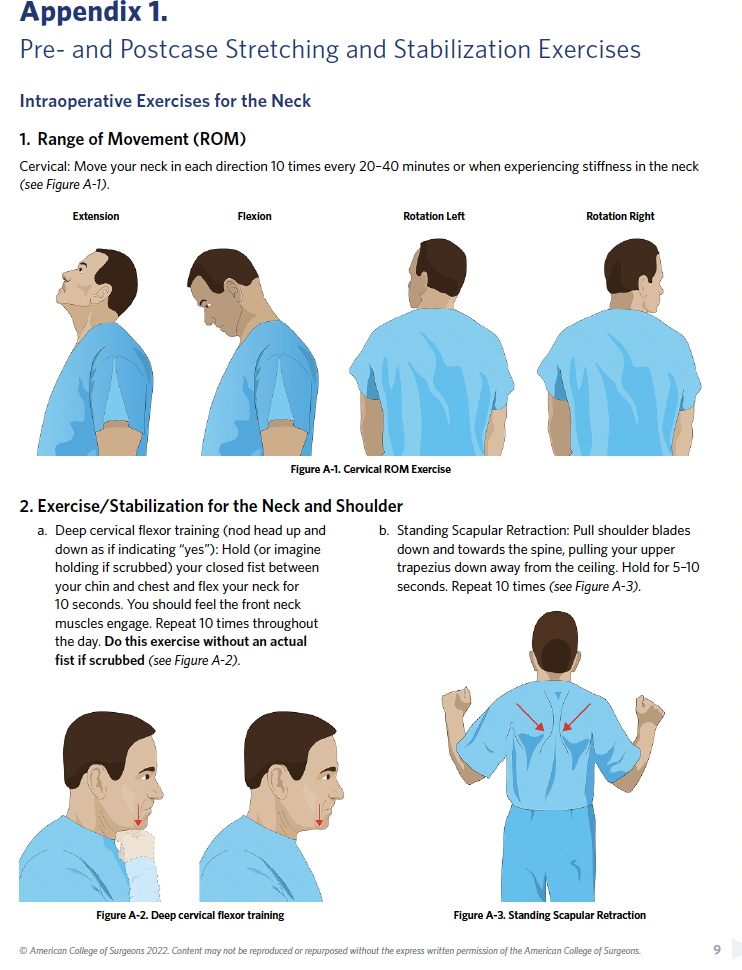 Appendix 1.
Pre- and Postcase Stretching and Stabilization Exercises
Intraoperative Exercises for the Neck
1. Range of Movement (ROM)
Cervical: Move your neck in each direction 10 times every 20–40 minutes or when experiencing stiffness in the neck
(see Figure A-1).
Extension
Flexion
Rotation Left
Rotation Right
Figure A-1. Cervical ROM Exercise
2. Exercise/Stabilization for the Neck and Shoulder
a. Deep cervical flexor training (nod head up and
down as if indicating “yes”): Hold (or imagine
holding if scrubbed) your closed fist between
your chin and chest and flex your neck for
10 seconds. You should feel the front neck
muscles engage. Repeat 10 times throughout
the day. Do this exercise without an actual
fist if scrubbed (see Figure A-2).
b. Standing Scapular Retraction: Pull shoulder blades
down and towards the spine, pulling your upper
trapezius down away from the ceiling. Hold for 5–10
seconds. Repeat 10 times (see Figure A-3).
Figure A-2. Deep cervical flexor training
Figure A-3. Standing Scapular Retraction
© American College of Surgeons 2022. Content may not be reproduced or repurposed without the express written permission of the American College of Surgeons.
9